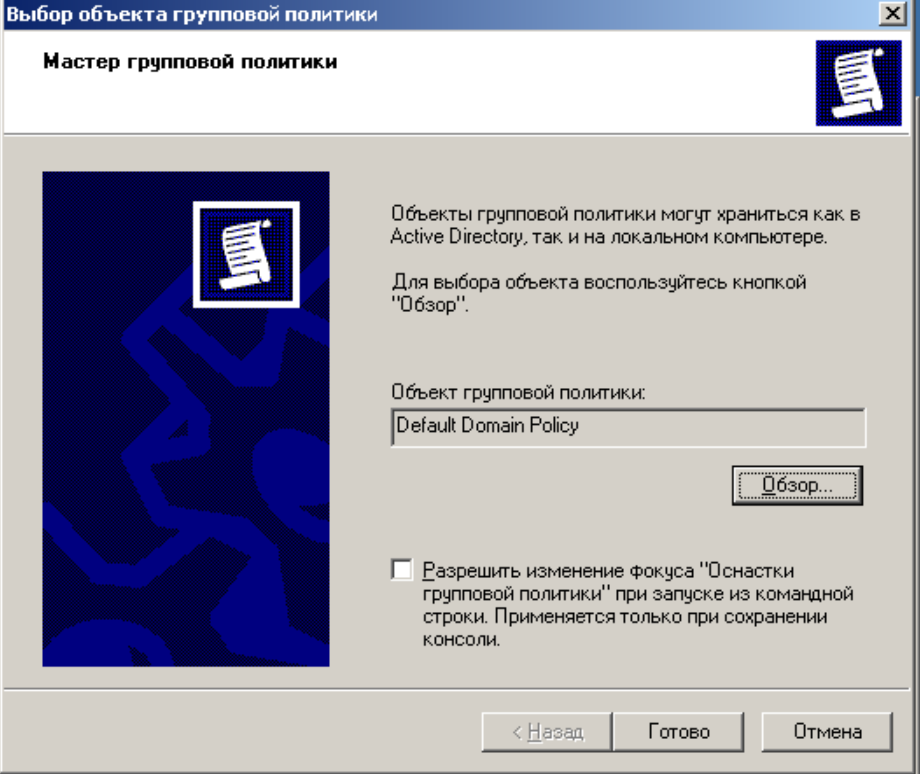 Выбор объекта групповой политики
Мастер групповой политики
Объекты групповой политики могут храниться как в
Active Directory, так и на локальном компьютере.
Для выбора объекта воспользуйтесь кнопкой
"Обзор".
Объект групповой политики:
Default Domain Policy
Обзор...
Разрешить изменение фокуса "Оснастки
групповой политики" при запуске из командной
строки. Применяется только при сохранении
консоли.
< Назад
Готово
Отмена